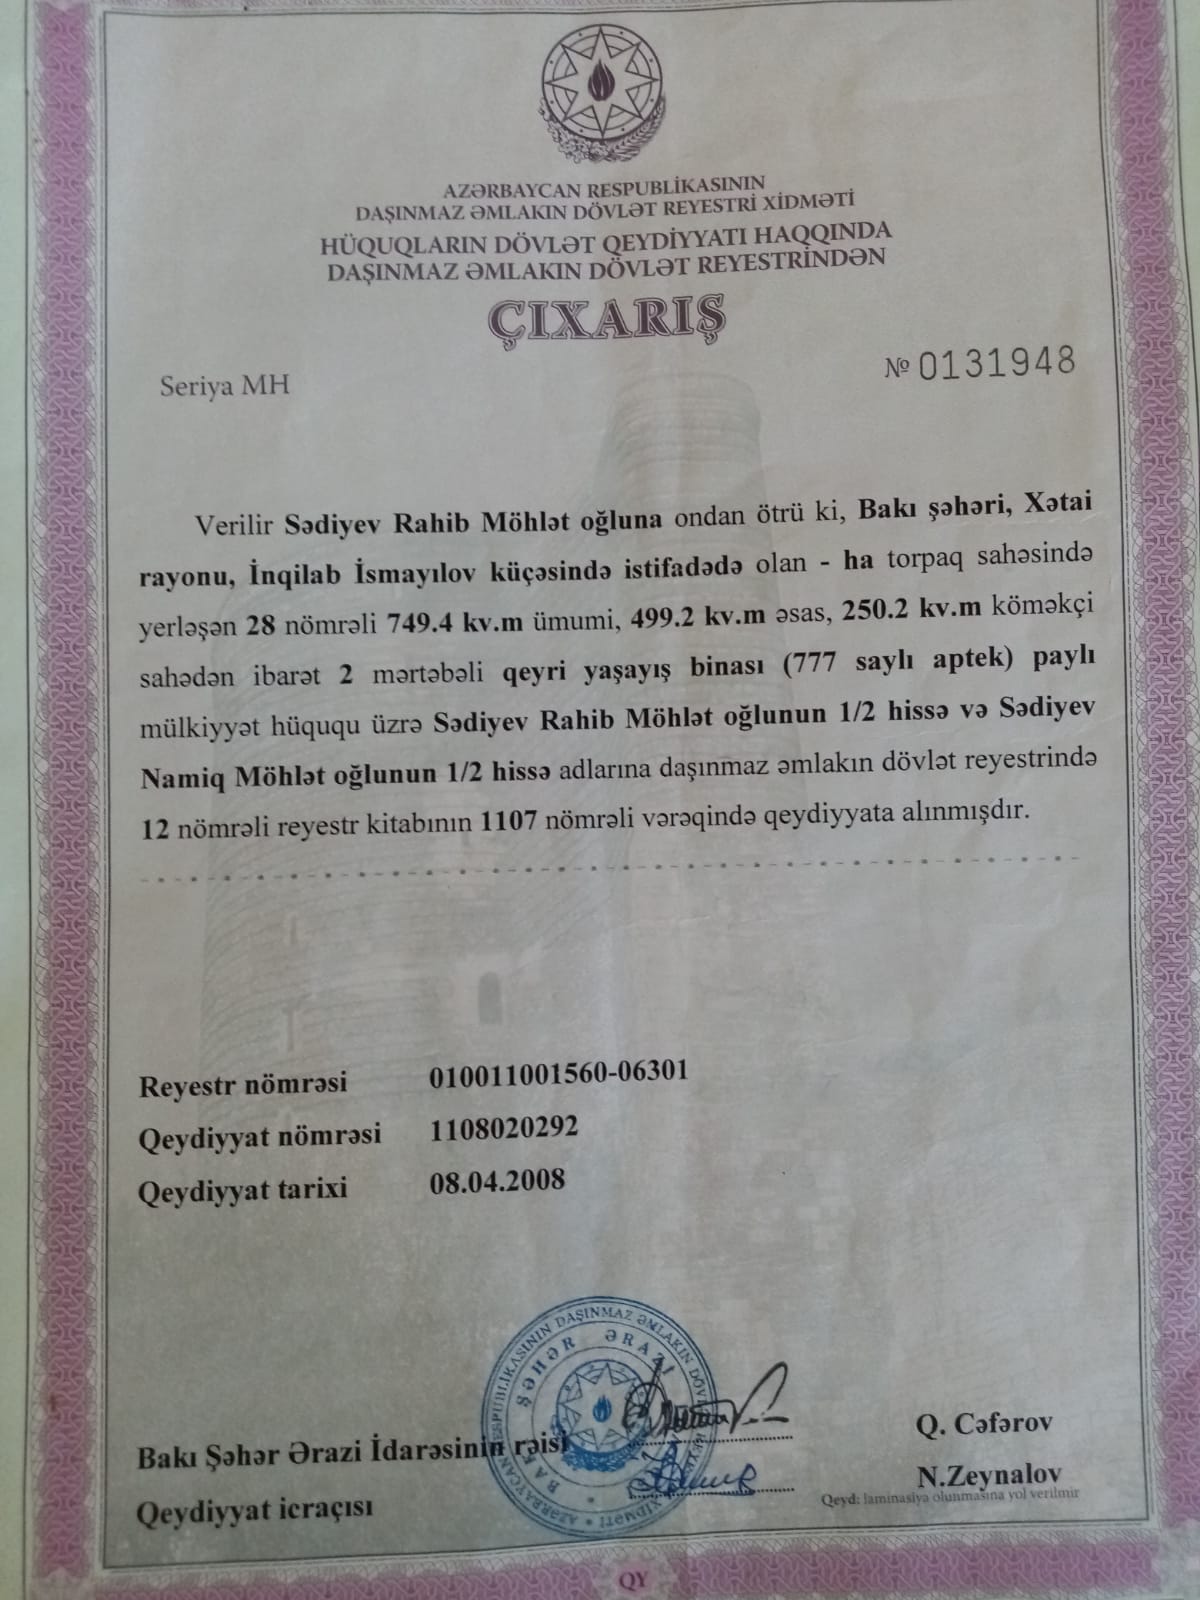 AZƏRBAYCAN RESPUBLİKASININ
DAŞINMAZ ƏMLAKIN DÖVLƏT REYESTRİ XİDMƏTİ
HÜQUQLARIN DÖVLƏT QEYDİYYATI HAQQINDA
DAŞINMAZ ƏMLAKIN DÖVLƏT REYESTRİNDƏN
ÇIXARIŞ
Seriya MH
№ 0131948
Verilir Sədiyev Rahib Möhlət oğluna ondan ötrü ki, Bakı şəhəri, Xətai
rayonu, İnqilab İsmayılov küçəsində istifadədə olan - ha torpaq sahəsində
yerləşən 28 nömrəli 749.4 kv.m ümumi, 499.2 kv.m əsas, 250.2 kv.m köməkçi
sahədən ibarət 2 mərtəbəli qeyri yaşayış binası (777 saylı aptek) paylı
mülkiyyət hüququ üzrə Sədiyev Rahib Möhlət oğlunun 1/2 hissə və Sədiyev
Namiq Möhlət oğlunun 1/2 hissə adlarına daşınmaz əmlakın dövlət reyestrində
12 nömrəli reyestr kitabının 1107 nömrəli vərəqində qeydiyyata alınmışdır.
Reyestr nömrəsi 010011001560-06301
Qeydiyyat nömrəsi 1108020292
Qeydiyyat tarixi 08.04.2008
Bakı Şəhər Ərazi İdarəsinin rəisi
Q. Cəfərov
Qeydiyyat icraçısı
N.Zeynalov
Qeyd: laminasiya olunmasına yol verilmir
QY